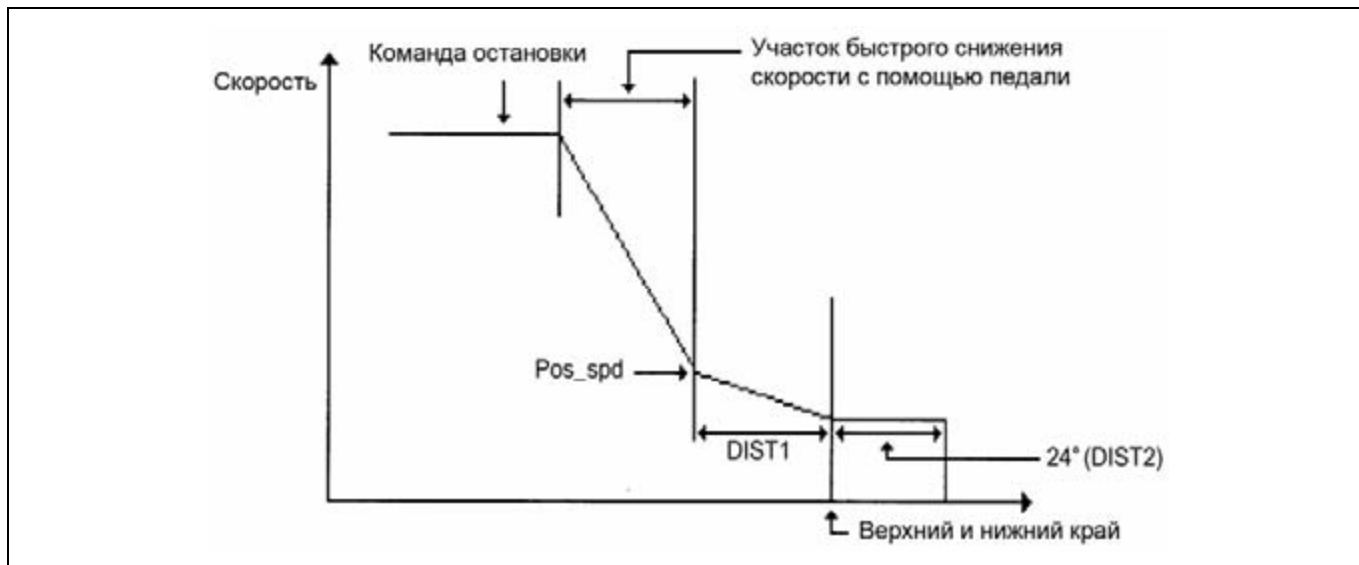 Команда остановки
Участок быстрого снижения
скорости с помощью педали
Скорость
Pos_spd
DIST1
24° (DIST2)
Верхний и нижний край